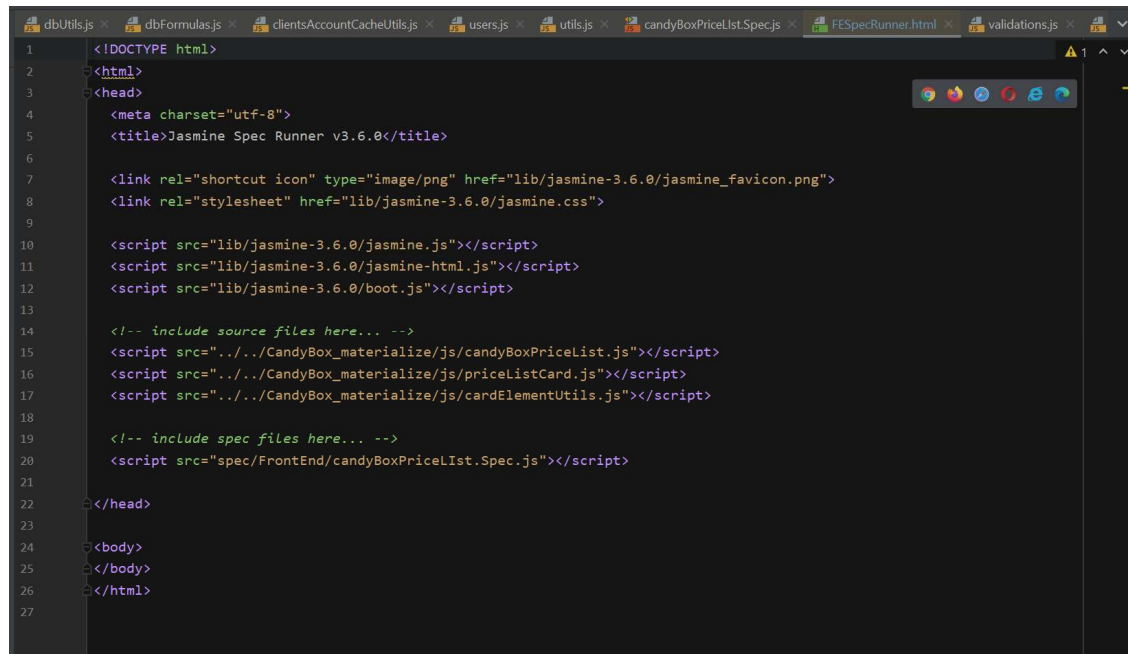 dbUtils.js × dbFormulas.js × clientsAccountCacheUtils.js × users.js × utils.js × candyBoxPriceLIst.Spec.js × FESpecRunner.html × validations.js ×
1 <!DOCTYPE html> 1
2 <html>
3 <head>
4 <meta charset="utf-8">
5 <title>Jasmine Spec Runner v3.6.0</title>
6
7 <link rel="shortcut icon" type="image/png" href="lib/jasmine-3.6.0/jasmine_favicon.png">
8 <link rel="stylesheet" href="lib/jasmine-3.6.0/jasmine.css">
9
10 <script src="lib/jasmine-3.6.0/jasmine.js"></script>
11 <script src="lib/jasmine-3.6.0/jasmine-html.js"></script>
12 <script src="lib/jasmine-3.6.0/boot.js"></script>
13
14 <!-- include source files here... -->
15 <script src="../../CandyBox_materialize/js/candyBoxPriceList.js"></script>
16 <script src="../../CandyBox_materialize/js/priceListCard.js"></script>
17 <script src="../../CandyBox_materialize/js/cardElementUtils.js"></script>
18
19 <!-- include spec files here... -->
20 <script src="spec/FrontEnd/candyBoxPriceLIst.Spec.js"></script>
21
22 </head>
23
24 <body>
25 </body>
26 </html>
27